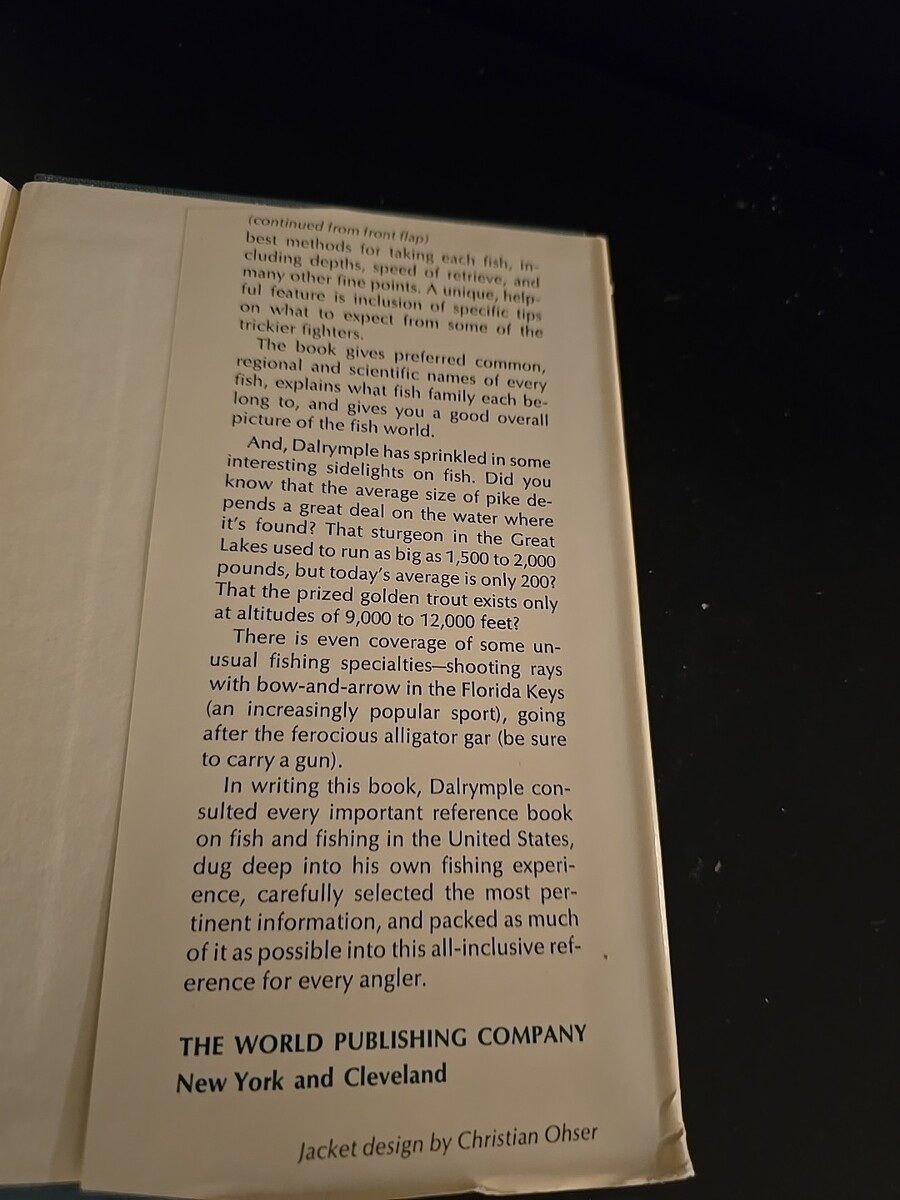 (continued from front flap)
best methods for taking each fish, in-
cluding depths, speed of retrieve, and
many other fine points. A unique, help-
ful feature is inclusion of specific tips
on what to expect from some of the
trickier fighters.
The book gives preferred common,
regional and scientific names of every
fish, explains what fish family each be-
long to, and gives you a good overall
picture of the fish world.
And, Dalrymple has sprinkled in some
interesting sidelights on fish. Did you
know that the average size of pike de-
pends a great deal on the water where
it's found? That sturgeon in the Great
Lakes used to run as big as 1,500 to 2,000
pounds, but today's average is only 200?
That the prized golden trout exists only
at altitudes of 9,000 to 12,000 feet?
There is even coverage of some un-
usual fishing specialties—shooting rays
with bow-and-arrow in the Florida Keys
(an increasingly popular sport), going
after the ferocious alligator gar (be sure
to carry a gun).
In writing this book, Dalrymple con-
sulted every important reference book
on fish and fishing in the United States,
dug deep into his own fishing experi-
ence, carefully selected the most per-
tinent information, and packed as much
of it as possible into this all-inclusive ref-
erence for every angler.
THE WORLD PUBLISHING COMPANY
New York and Cleveland
Jacket design by Christian Ohser